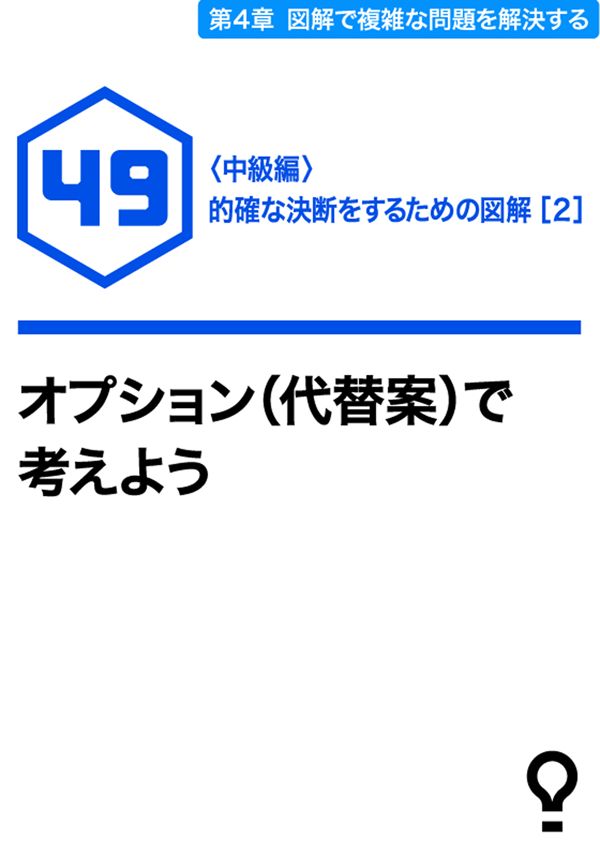 第4章 図解で複雑な問題を解決する
49
〈中級編〉
的確な決断をするための図解［2］
オプション（代替案）で
考えよう